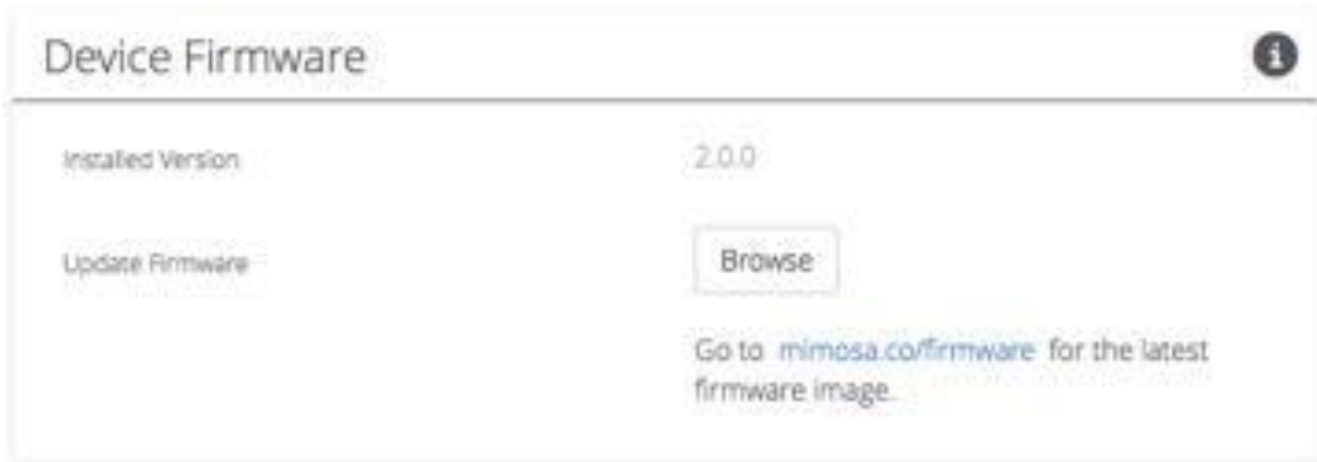 Device Firmware
Installed Version
2.0.0
Update Firmware
Browse
Go to mimosa.co/firmware for the latest
firmware image.